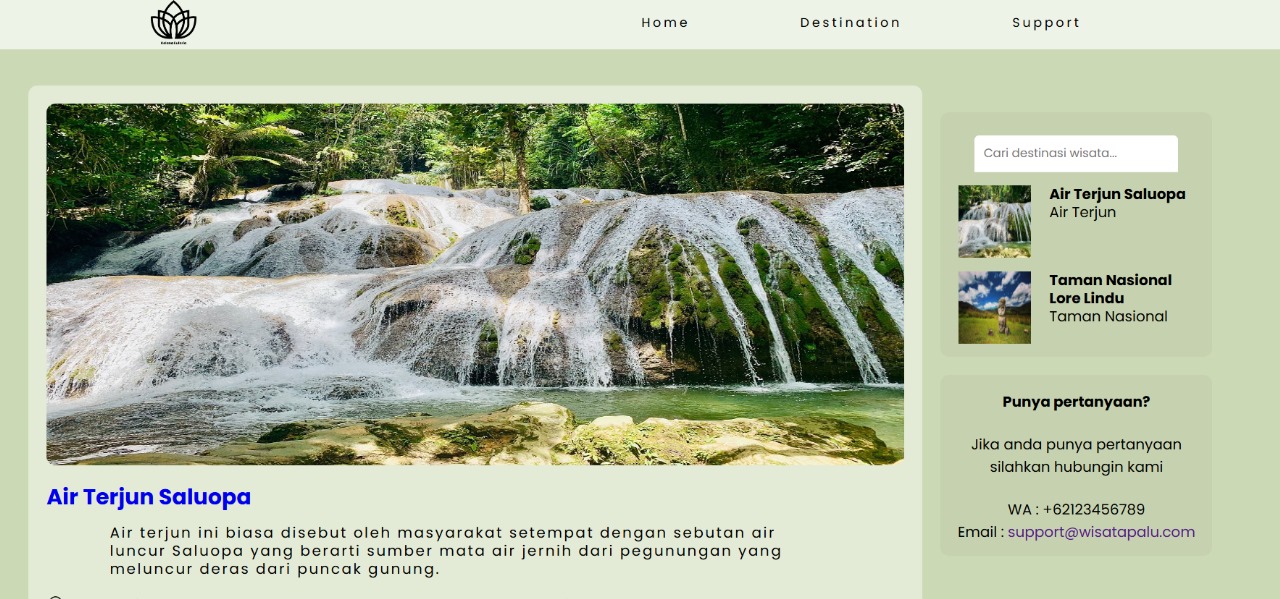 Home
Destination
Support
Air Terjun Saluopa
Air terjun ini biasa disebut oleh masyarakat setempat dengan sebutan air
luncur Saluopa yang berarti sumber mata air jernih dari pegunungan yang
meluncur deras dari puncak gunung.
Cari destinasi wisata...
Air Terjun Saluopa
Air Terjun
Taman Nasional
Lore Lindu
Taman Nasional
Punya pertanyaan?
Jika anda punya pertanyaan
silahkan hubungin kami
WA : +62123456789
Email : support@wisatapalu.com